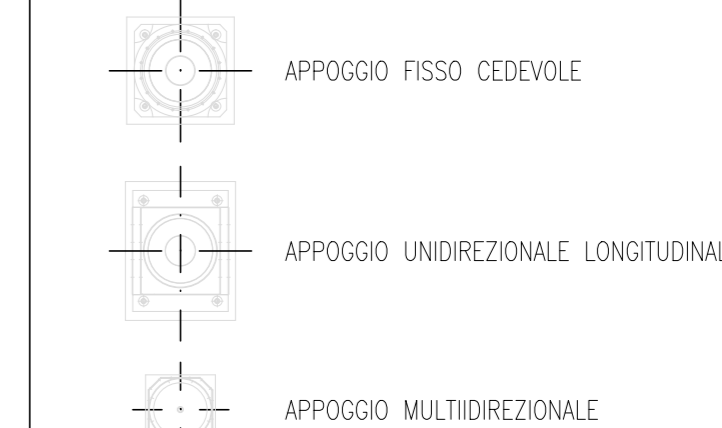 APPOGGIO FISSO CEDEVOLE
APPOGGIO UNIDIREZIONALE LONGITUDINAL
APPOGGIO MULTIIDIREZIONALE